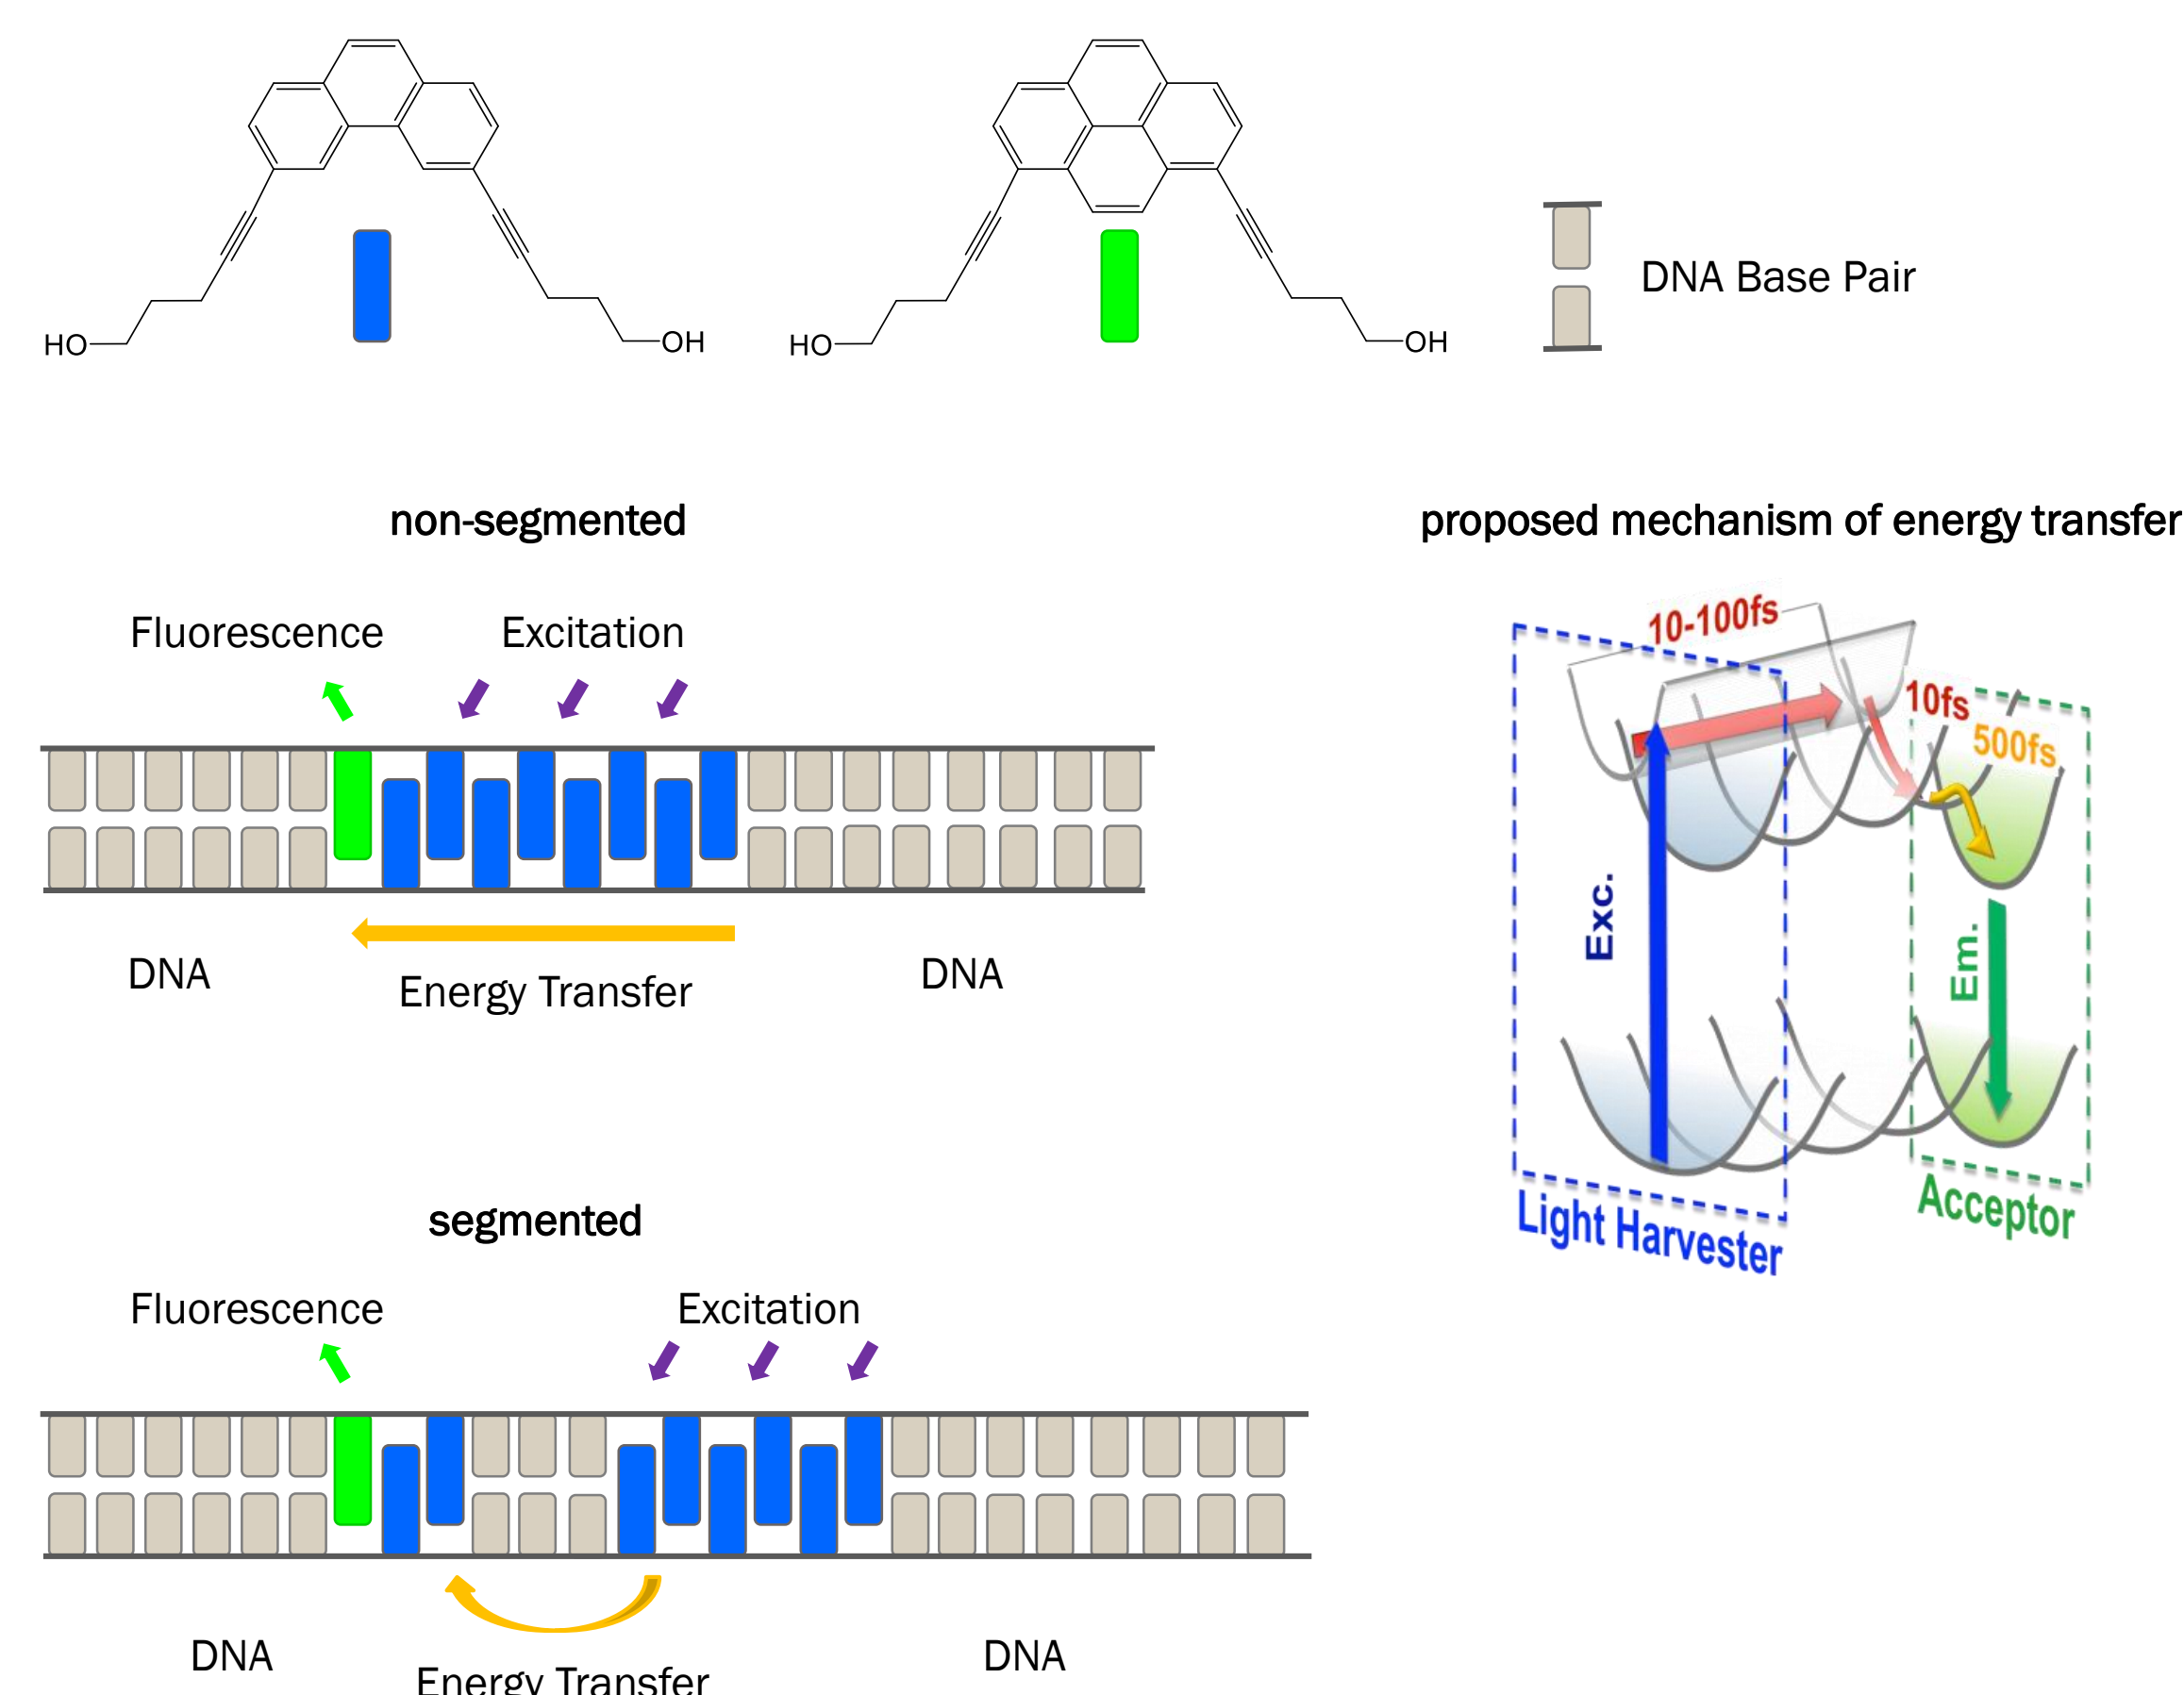 HO
OH
HO
OH
DNA Base Pair
non-segmented
proposed mechanism of energy transfer
Fluorescence
Excitation
10-100fs
10fs
500fs
Exc.
Em.
DNA
Energy Transfer
DNA
Light Harvester
Acceptor
segmented
Fluorescence
Excitation
DNA
Energy Transfer
DNA